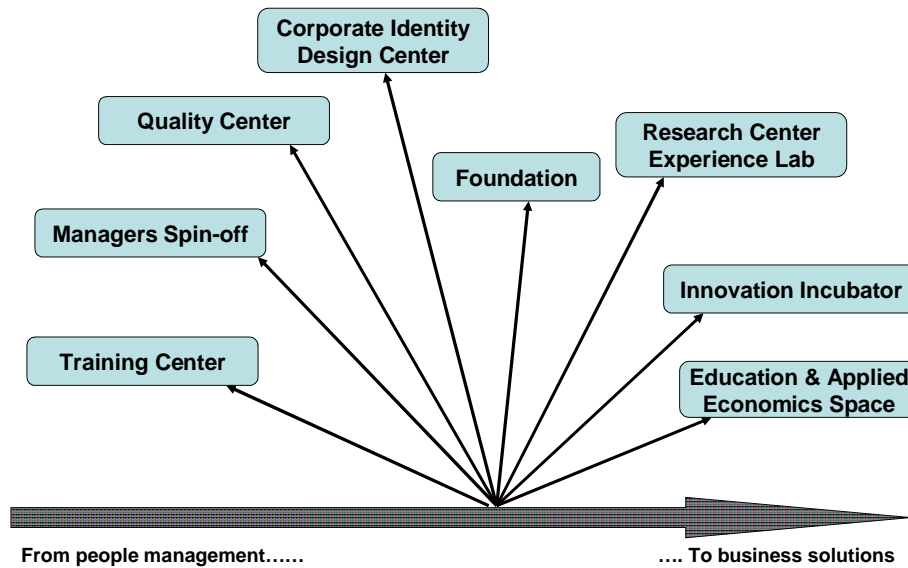 Corporate Identity
Design Center
Quality Center
Research Center
Experience Lab
Foundation
Managers Spin-off
Innovation Incubator
Training Center
Education & Applied
Economics Space
From people management……
…. To business solutions